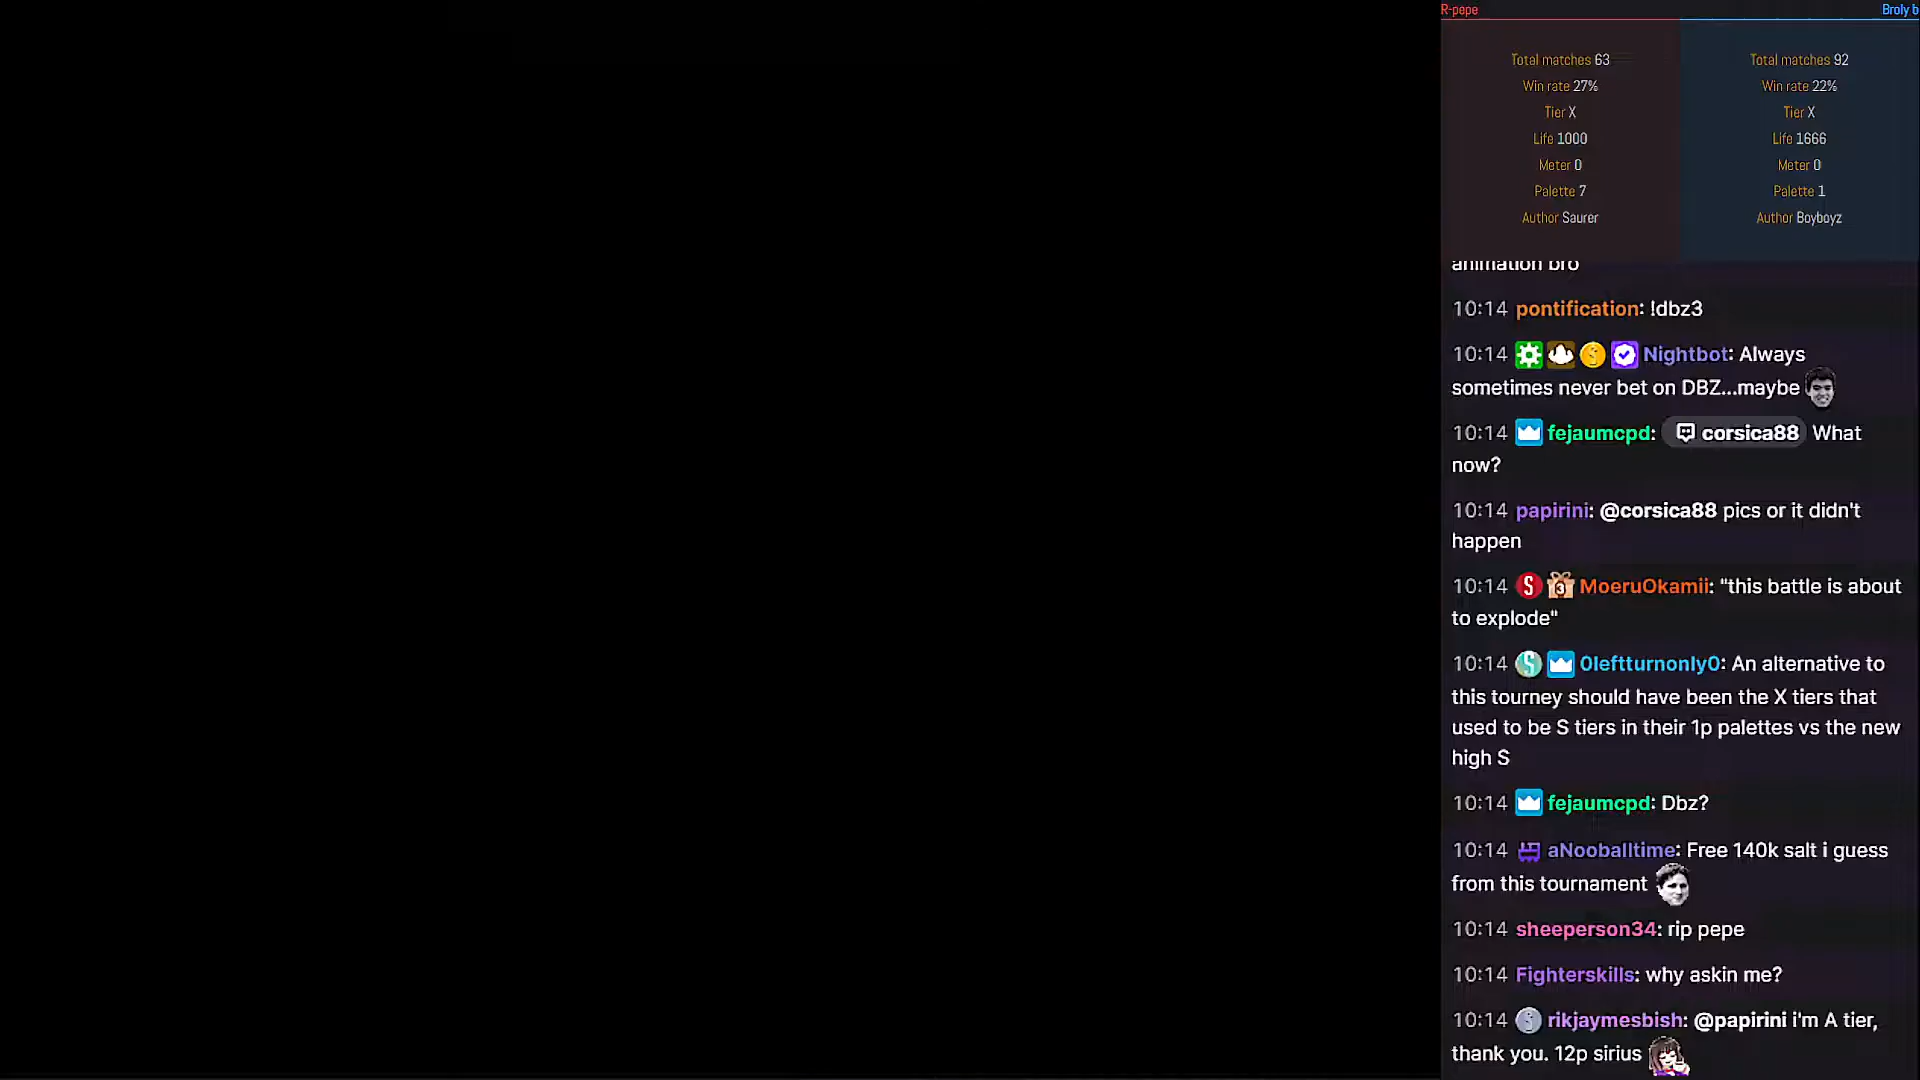 R-pepe
Broly b
Total matches 63
Win rate 27%
Tier X
Life 1000
Meter 0
Palette 7
Author Saurer
Total matches 92
Win rate 22%
Tier X
Life 1666
Meter 0
Palette 1
Author Boyboyz
animation bro
10:14 pontification: !dbz3
10:14 Nightbot: Always
sometimes never bet on DBZ...maybe
10:14 fejaumcpd: corsica88 What
now?
10:14 papirini: @corsica88 pics or it didn't
happen
10:14 MoeruOkamii: "this battle is about
to explode"
10:14 0leftturnonly0: An alternative to
this tourney should have been the X tiers that
used to be S tiers in their 1p palettes vs the new
high S
10:14 fejaumcpd: Dbz?
10:14 aNooballtime: Free 140k salt i guess
from this tournament
10:14 sheeperson34: rip pepe
10:14 Fighterskills: why askin me?
10:14 rikjaymesbish: @papirini i'm A tier,
thank you. 12p sirius